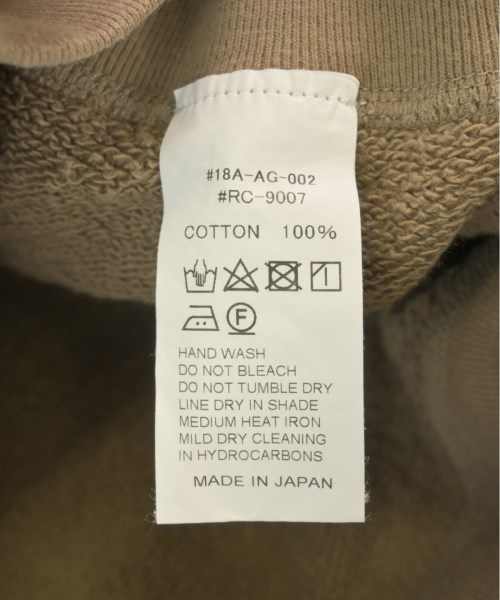 #18A-AG-002
#RC-9007
COTTON 100%
F
HAND WASH
DO NOT BLEACH
DO NOT TUMBLE DRY
LINE DRY IN SHADE
MEDIUM HEAT IRON
MILD DRY CLEANING
IN HYDROCARBONS
MADE IN JAPAN